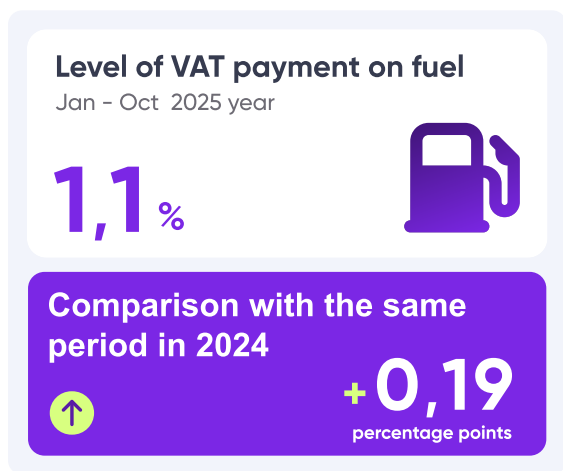 Level of VAT payment on fuel
Jan - Oct 2025 year
1,1 %
Comparison with the same
period in 2024
+0,19
percentage points